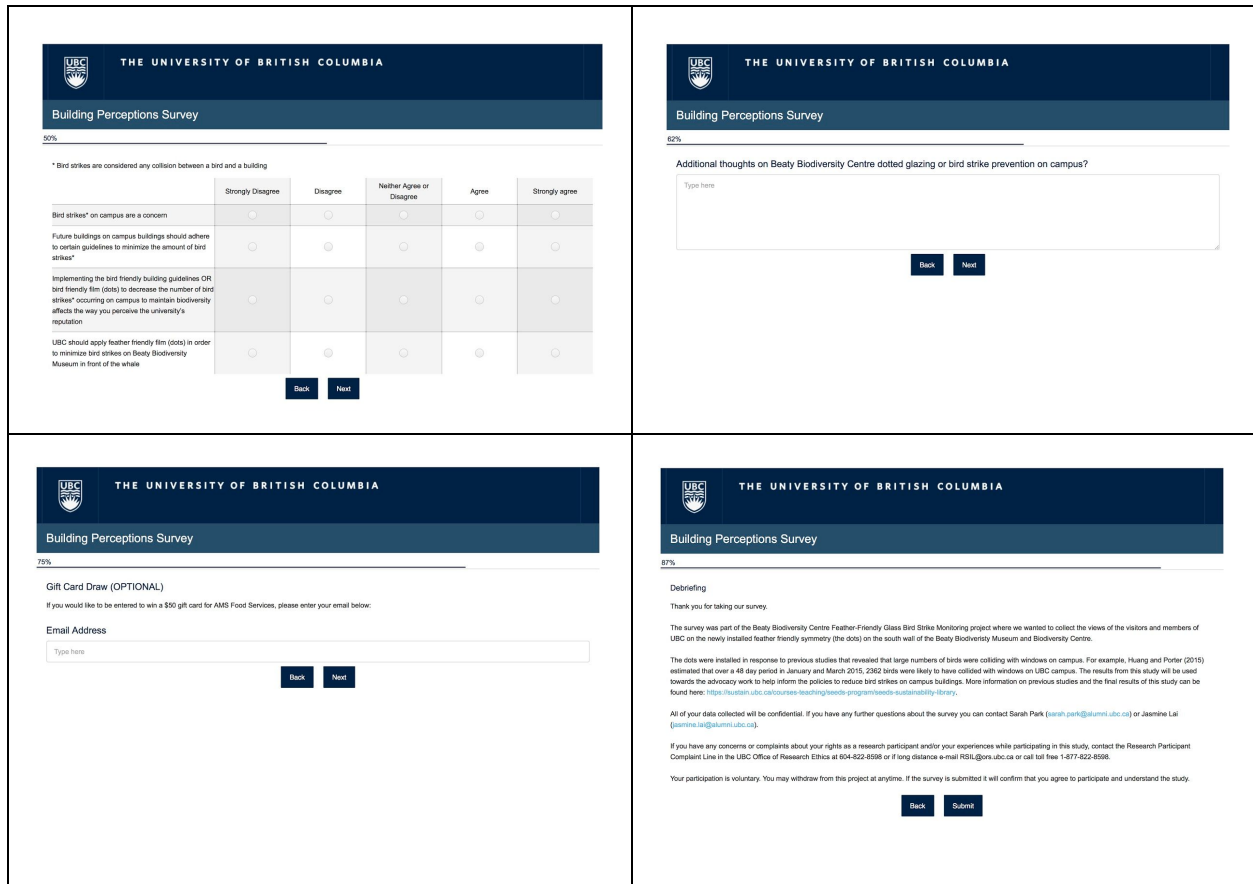 UBC
THE UNIVERSITY OF BRITISH COLUMBIA
Building Perceptions Survey
50%
* Bird strikes are considered any collision between a bird and a building
Strongly Disagree
Disagree
Neither Agree or
Disagree
Agree
Strongly agree
Bird strikes* on campus are a concern
Future buildings on campus buildings should adhere
to certain guidelines to minimize the amount of bird
strikes*
Implementing the bird friendly building guidelines OR
bird friendly film (dots) to decrease the number of bird
strikes* occurring on campus to maintain biodiversity
affects the way you perceive the university's
reputation
UBC should apply feather friendly film (dots) in order
to minimize bird strikes on Beaty Biodiversity
Museum in front of the whale
Back Next
UBC
THE UNIVERSITY OF BRITISH COLUMBIA
Building Perceptions Survey
62%
Additional thoughts on Beaty Biodiversity Centre dotted glazing or bird strike prevention on campus?
Type here
Back Next
UBC
THE UNIVERSITY OF BRITISH COLUMBIA
Building Perceptions Survey
75%
Gift Card Draw (OPTIONAL)
If you would like to be entered to win a $50 gift card for AMS Food Services, please enter your email below:
Email Address
Type here
Back Next
UBC
THE UNIVERSITY OF BRITISH COLUMBIA
Building Perceptions Survey
87%
Debriefing
Thank you for taking our survey.
The survey was part of the Beaty Biodiversity Centre Feather-Friendly Glass Bird Strike Monitoring project where we wanted to collect the views of the visitors and members of
UBC on the newly installed feather friendly symmetry (the dots) on the south wall of the Beaty Biodiveristy Museum and Biodiversity Centre.
The dots were installed in response to previous studies that revealed that large numbers of birds were colliding with windows on campus. For example, Huang and Porter (2015)
estimated that over a 48 day period in January and March 2015, 2362 birds were likely to have collided with windows on UBC campus. The results from this study will be used
towards the advocacy work to help inform the policies to reduce bird strikes on campus buildings. More information on previous studies and the final results of this study can be
found here: https://sustain.ubc.ca/courses-teaching/seeds-program/seeds-sustainability-library.
All of your data collected will be confidential. If you have any further questions about the survey you can contact Sarah Park (sarah.park@alumni.ubc.ca) or Jasmine Lai
(jasmine.lai@alumni.ubc.ca).
If you have any concerns or complaints about your rights as a research participant and/or your experiences while participating in this study, contact the Research Participant
Complaint Line in the UBC Office of Research Ethics at 604-822-8598 or if long distance e-mail RSIL@ors.ubc.ca or call toll free 1-877-822-8598.
Your participation is voluntary. You may withdraw from this project at anytime. If the survey is submitted it will confirm that you agree to participate and understand the study.
Back Submit